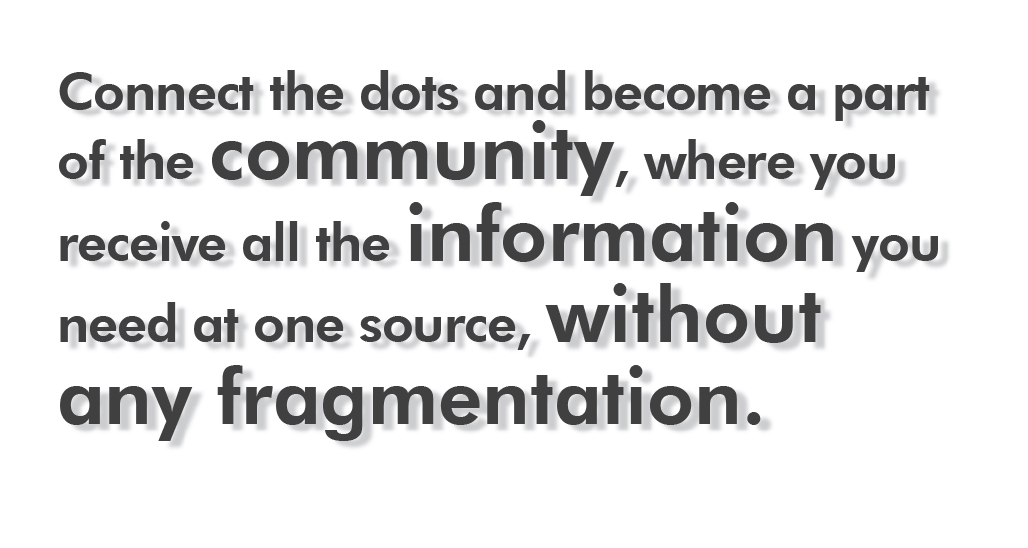 Connect the dots and become a part
of the community, where you
receive all the information you
need at one source, without
any fragmentation.